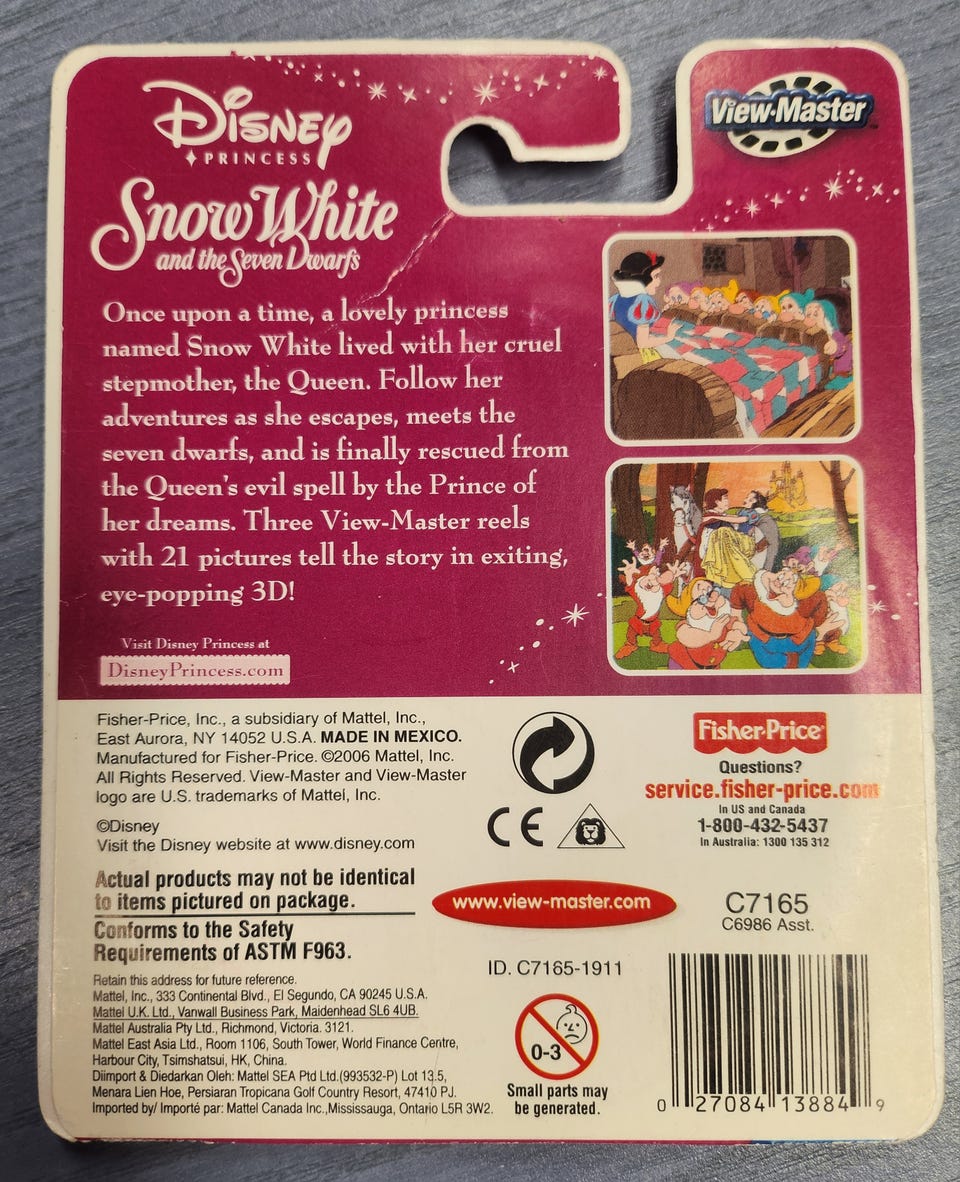 Disney
PRINCESS
Snow White
and the Seven Dwarfs
View-Master
TM
Once upon a time, a lovely princess
named Snow White lived with her cruel
stepmother, the Queen. Follow her
adventures as she escapes, meets the
seven dwarfs, and is finally rescued from
the Queen's evil spell by the Prince of
her dreams. Three View-Master reels
with 21 pictures tell the story in exiting,
eye-popping 3D!
Visit Disney Princess at
DisneyPrincess.com
Fisher-Price, Inc., a subsidiary of Mattel, Inc.,
East Aurora, NY 14052 U.S.A. MADE IN MEXICO.
Manufactured for Fisher-Price. ©2006 Mattel, Inc.
All Rights Reserved. View-Master and View-Master
logo are U.S. trademarks of Mattel, Inc.
©Disney
Visit the Disney website at www.disney.com
Actual products may not be identical
to items pictured on package.
Conforms to the Safety
Requirements of ASTM F963.
Retain this address for future reference.
Mattel, Inc., 333 Continental Blvd., El Segundo, CA 90245 U.S.A.
Mattel U.K. Ltd., Vanwall Business Park, Maidenhead SL6 4UB.
Mattel Australia Pty Ltd., Richmond, Victoria. 3121.
Mattel East Asia Ltd., Room 1106, South Tower, World Finance Centre,
Harbour City, Tsimshatsui, HK, China.
Diimport & Diedarkan Oleh: Mattel SEA Ptd Ltd.(993532-P) Lot 13.5,
Menara Lien Hoe, Persiaran Tropicana Golf Country Resort, 47410 PJ.
Imported by/ Importé par: Mattel Canada Inc.,Mississauga, Ontario L5R 3W2.
CE
www.view-master.com
ID. C7165-1911
0-3
Small parts may
be generated.
Fisher-Price®
Questions?
service.fisher-price.com
In US and Canada
1-800-432-5437
In Australia: 1300 135 312
C7165
C6986 Asst.
0 27084 13884 9